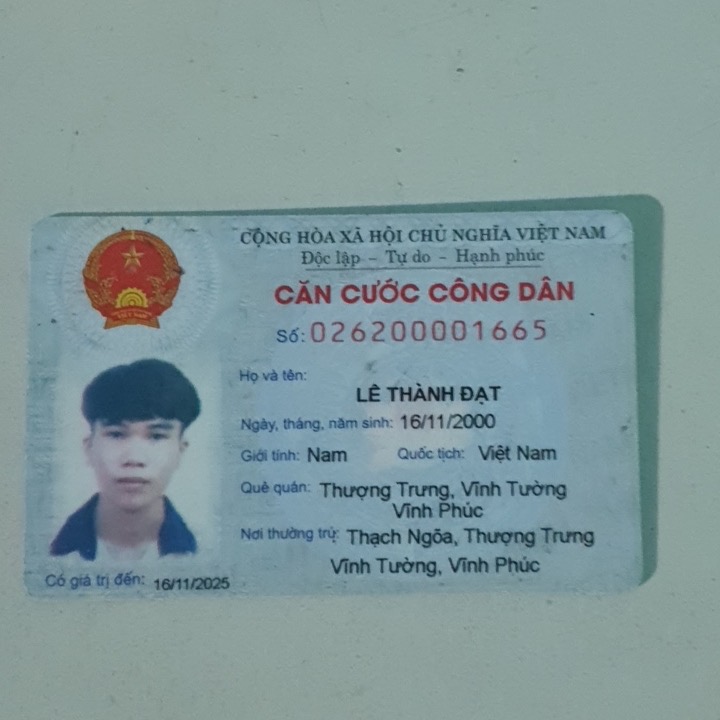 CỘNG HÒA XÃ HỘI CHỦ NGHĨA VIỆT NAM
Độc lập - Tự do - Hạnh phúc
CĂN CƯỚC CÔNG DÂN
Số: 026200001665
Họ và tên:
LÊ THÀNH ĐẠT
Ngày, tháng, năm sinh: 16/11/2000
Giới tính: Nam Quốc tịch: Việt Nam
Quê quán: Thượng Trưng, Vĩnh Tường
Vĩnh Phúc
Nơi thường trú: Thạch Ngõa, Thượng Trưng
Vĩnh Tường, Vĩnh Phúc
Có giá trị đến: 16/11/2025